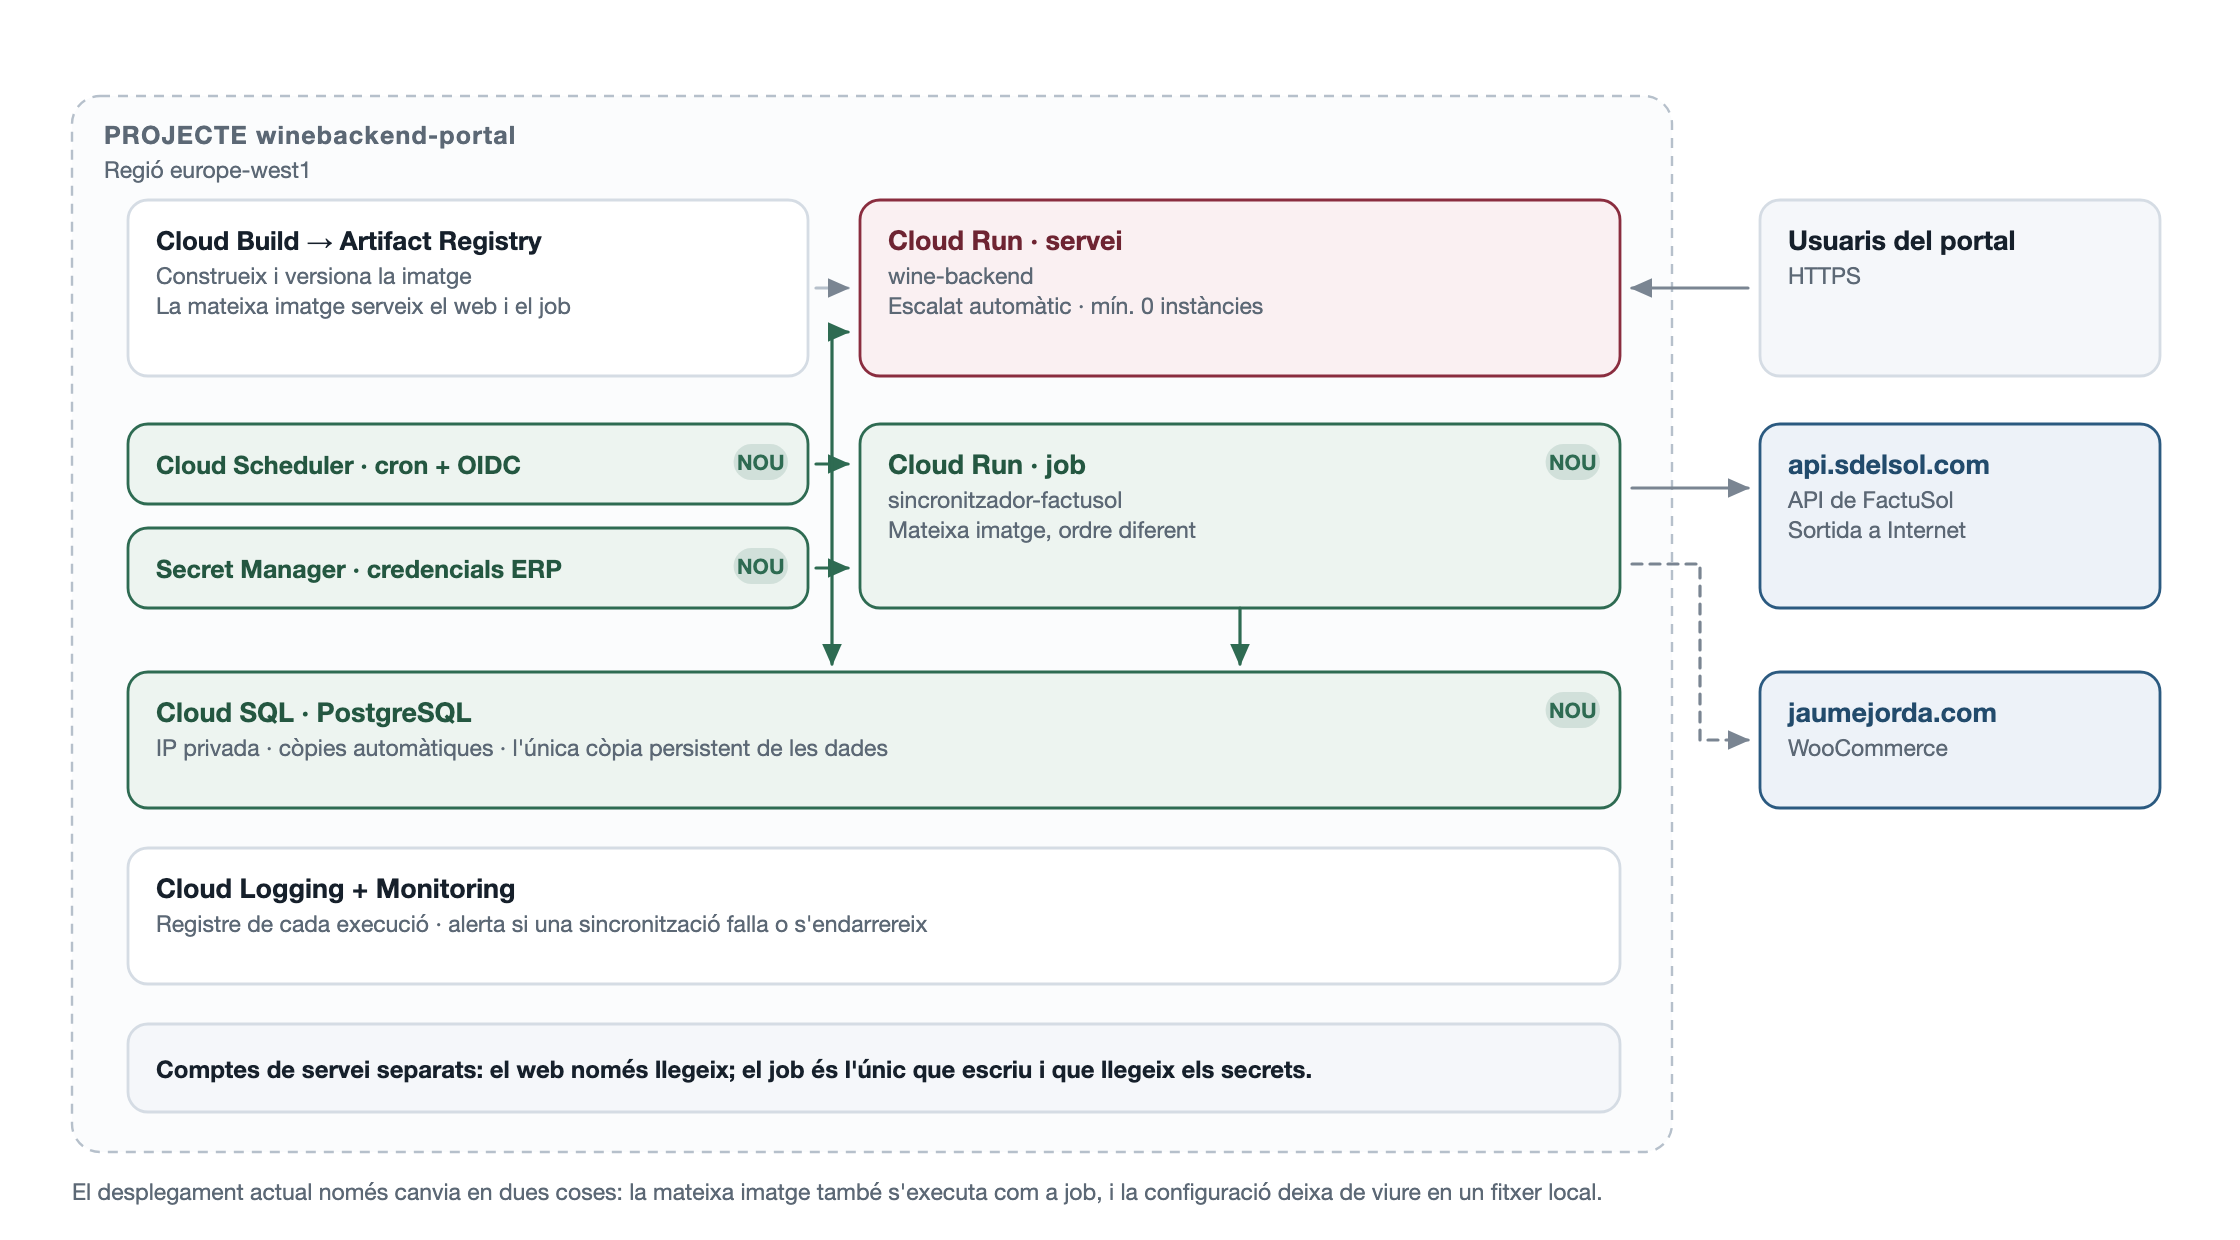 PROJECTE winebackend-portal
Regió europe-west1
Cloud Build → Artifact Registry
Construeix i versiona la imatge
La mateixa imatge serveix el web i el job
Cloud Run · servei
wine-backend
Escalat automàtic · mín. 0 instàncies
Usuaris del portal
HTTPS
Cloud Scheduler · cron + OIDC
NOU
Secret Manager · credencials ERP
NOU
Cloud Run · job
NOU
sincronitzador-factusol
Mateixa imatge, ordre diferent
api.sdelsol.com
API de FactuSol
Sortida a Internet
Cloud SQL · PostgreSQL
NOU
IP privada · còpies automàtiques · l'única còpia persistent de les dades
jaumejorda.com
WooCommerce
Cloud Logging + Monitoring
Registre de cada execució · alerta si una sincronització falla o s'endarrereix
Comptes de servei separats: el web només llegeix; el job és l'únic que escriu i que llegeix els secrets.
El desplegament actual només canvia en dues coses: la mateixa imatge també s'executa com a job, i la configuració deixa de viure en un fitxer local.